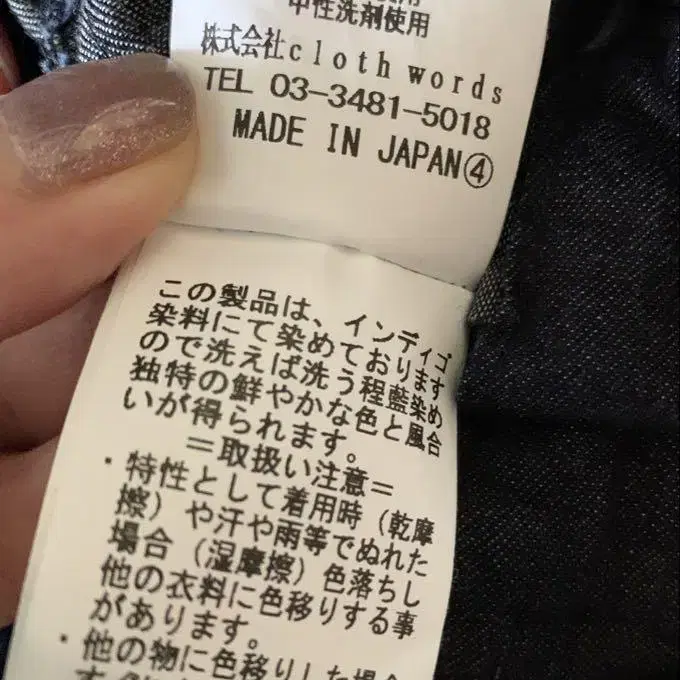 中性洗剤使用
株式会社cloth words
TEL 03-3481-5018
MADE IN JAPAN④
この製品は、インディゴ
染料にて染めております
ので洗えば洗う程藍染め
独特の鮮やかな色と風合
いが得られます。
＝取扱い注意＝
・特性として着用時（乾摩
擦）や汗や雨等でぬれた
場合（湿摩擦）色落ちし
他の衣料に色移りする事
があります。
・他の物に色移りした場合